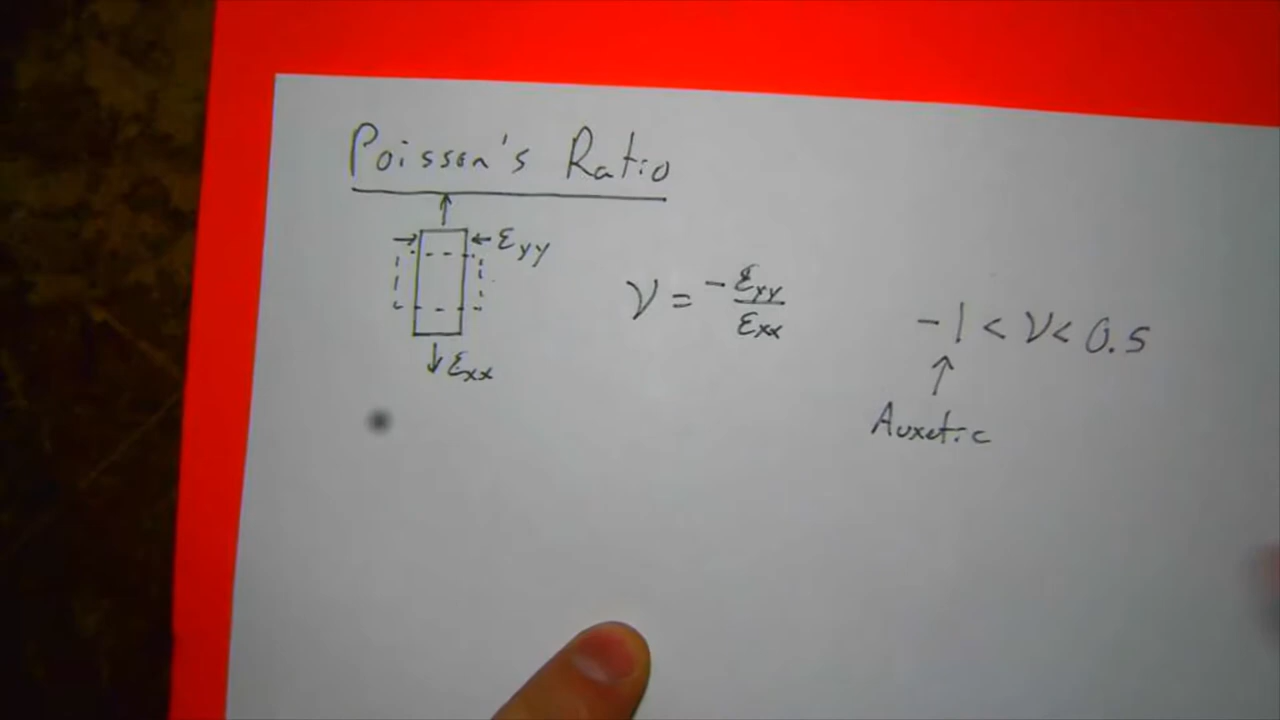 Poisson's Ratio
εyy
ν = -εyy/εxx
-1 < ν < 0.5
εxx
Auxetic